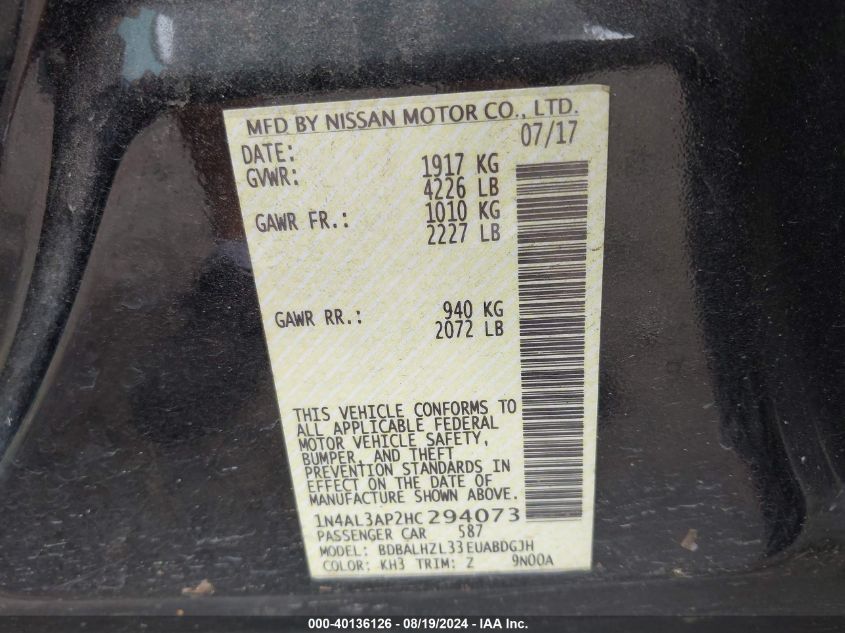 MFD BY NISSAN MOTOR CO., LTD.
DATE: 07/17
GVWR: 1917 KG
4226 LB
GAWR FR.: 1010 KG
2227 LB
GAWR RR.: 940 KG
2072 LB
THIS VEHICLE CONFORMS TO
ALL APPLICABLE FEDERAL
MOTOR VEHICLE SAFETY,
BUMPER, AND THEFT
PREVENTION STANDARDS IN
EFFECT ON THE DATE OF
MANUFACTURE SHOWN ABOVE.
1N4AL3AP2HC294073
PASSENGER CAR 587
MODEL: BDBALHZL33EUABDGJH
COLOR: KH3 TRIM: Z 9N00A
000-40136126 - 08/19/2024 - IAA Inc.